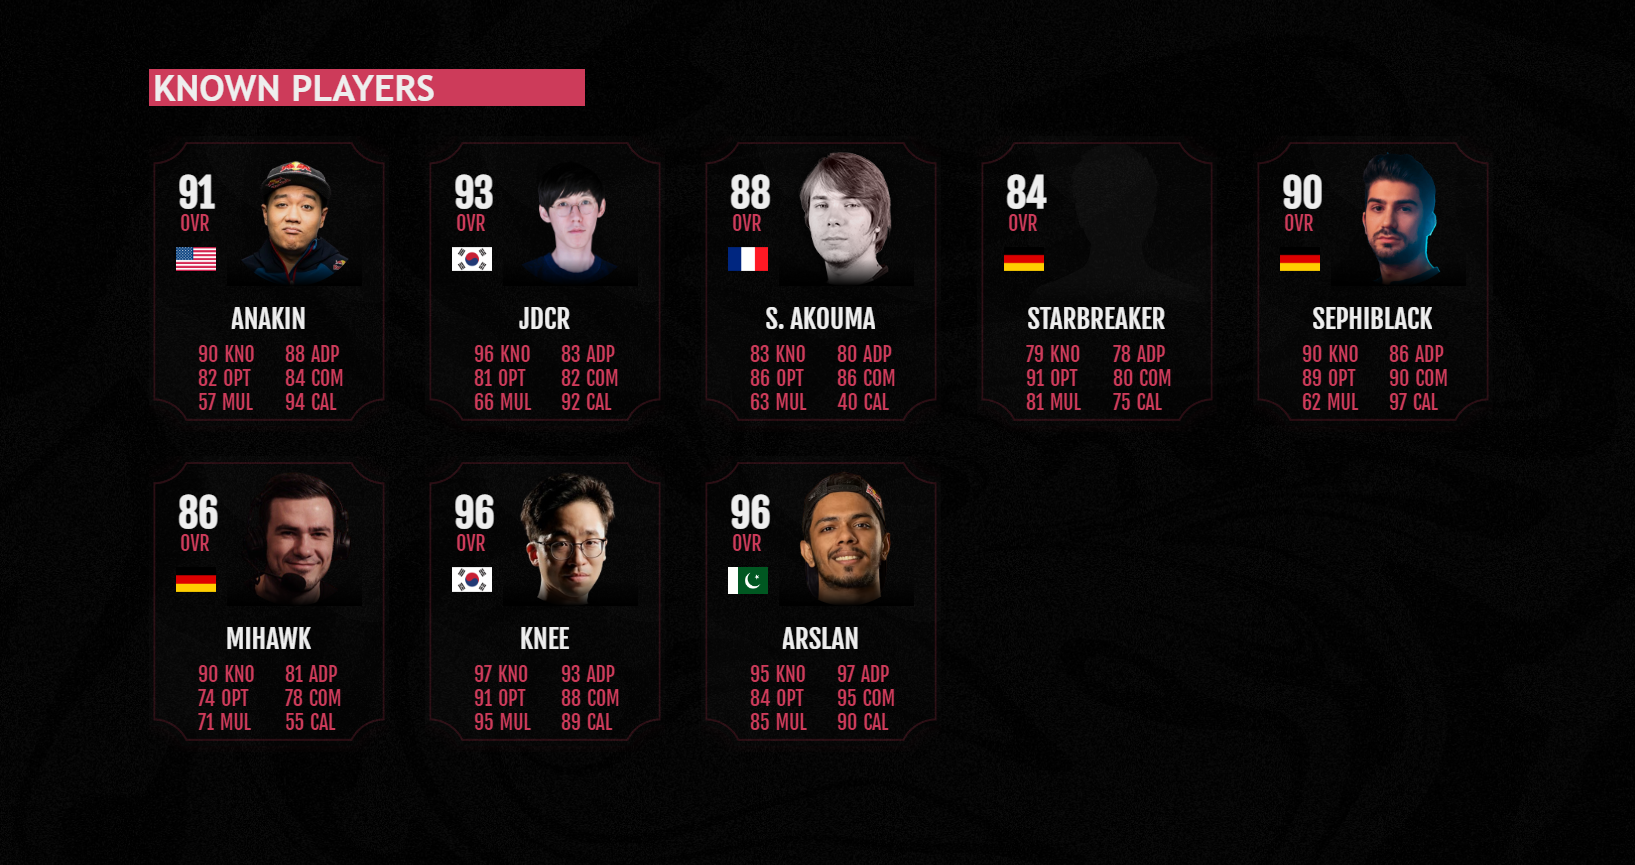 KNOWN PLAYERS
91
OVR
ANAKIN
90 KNO 88 ADP
82 OPT 84 COM
57 MUL 94 CAL
93
OVR
JDCR
96 KNO 83 ADP
81 OPT 82 COM
66 MUL 92 CAL
88
OVR
S. AKOUMA
83 KNO 80 ADP
86 OPT 86 COM
63 MUL 40 CAL
84
OVR
STARBREAKER
79 KNO 78 ADP
91 OPT 80 COM
81 MUL 75 CAL
90
OVR
SEPHIBLACK
90 KNO 86 ADP
89 OPT 90 COM
62 MUL 97 CAL
86
OVR
MIHAWK
90 KNO 81 ADP
74 OPT 78 COM
71 MUL 55 CAL
96
OVR
KNEE
97 KNO 93 ADP
91 OPT 88 COM
95 MUL 89 CAL
96
OVR
ARSLAN
95 KNO 97 ADP
84 OPT 95 COM
85 MUL 90 CAL